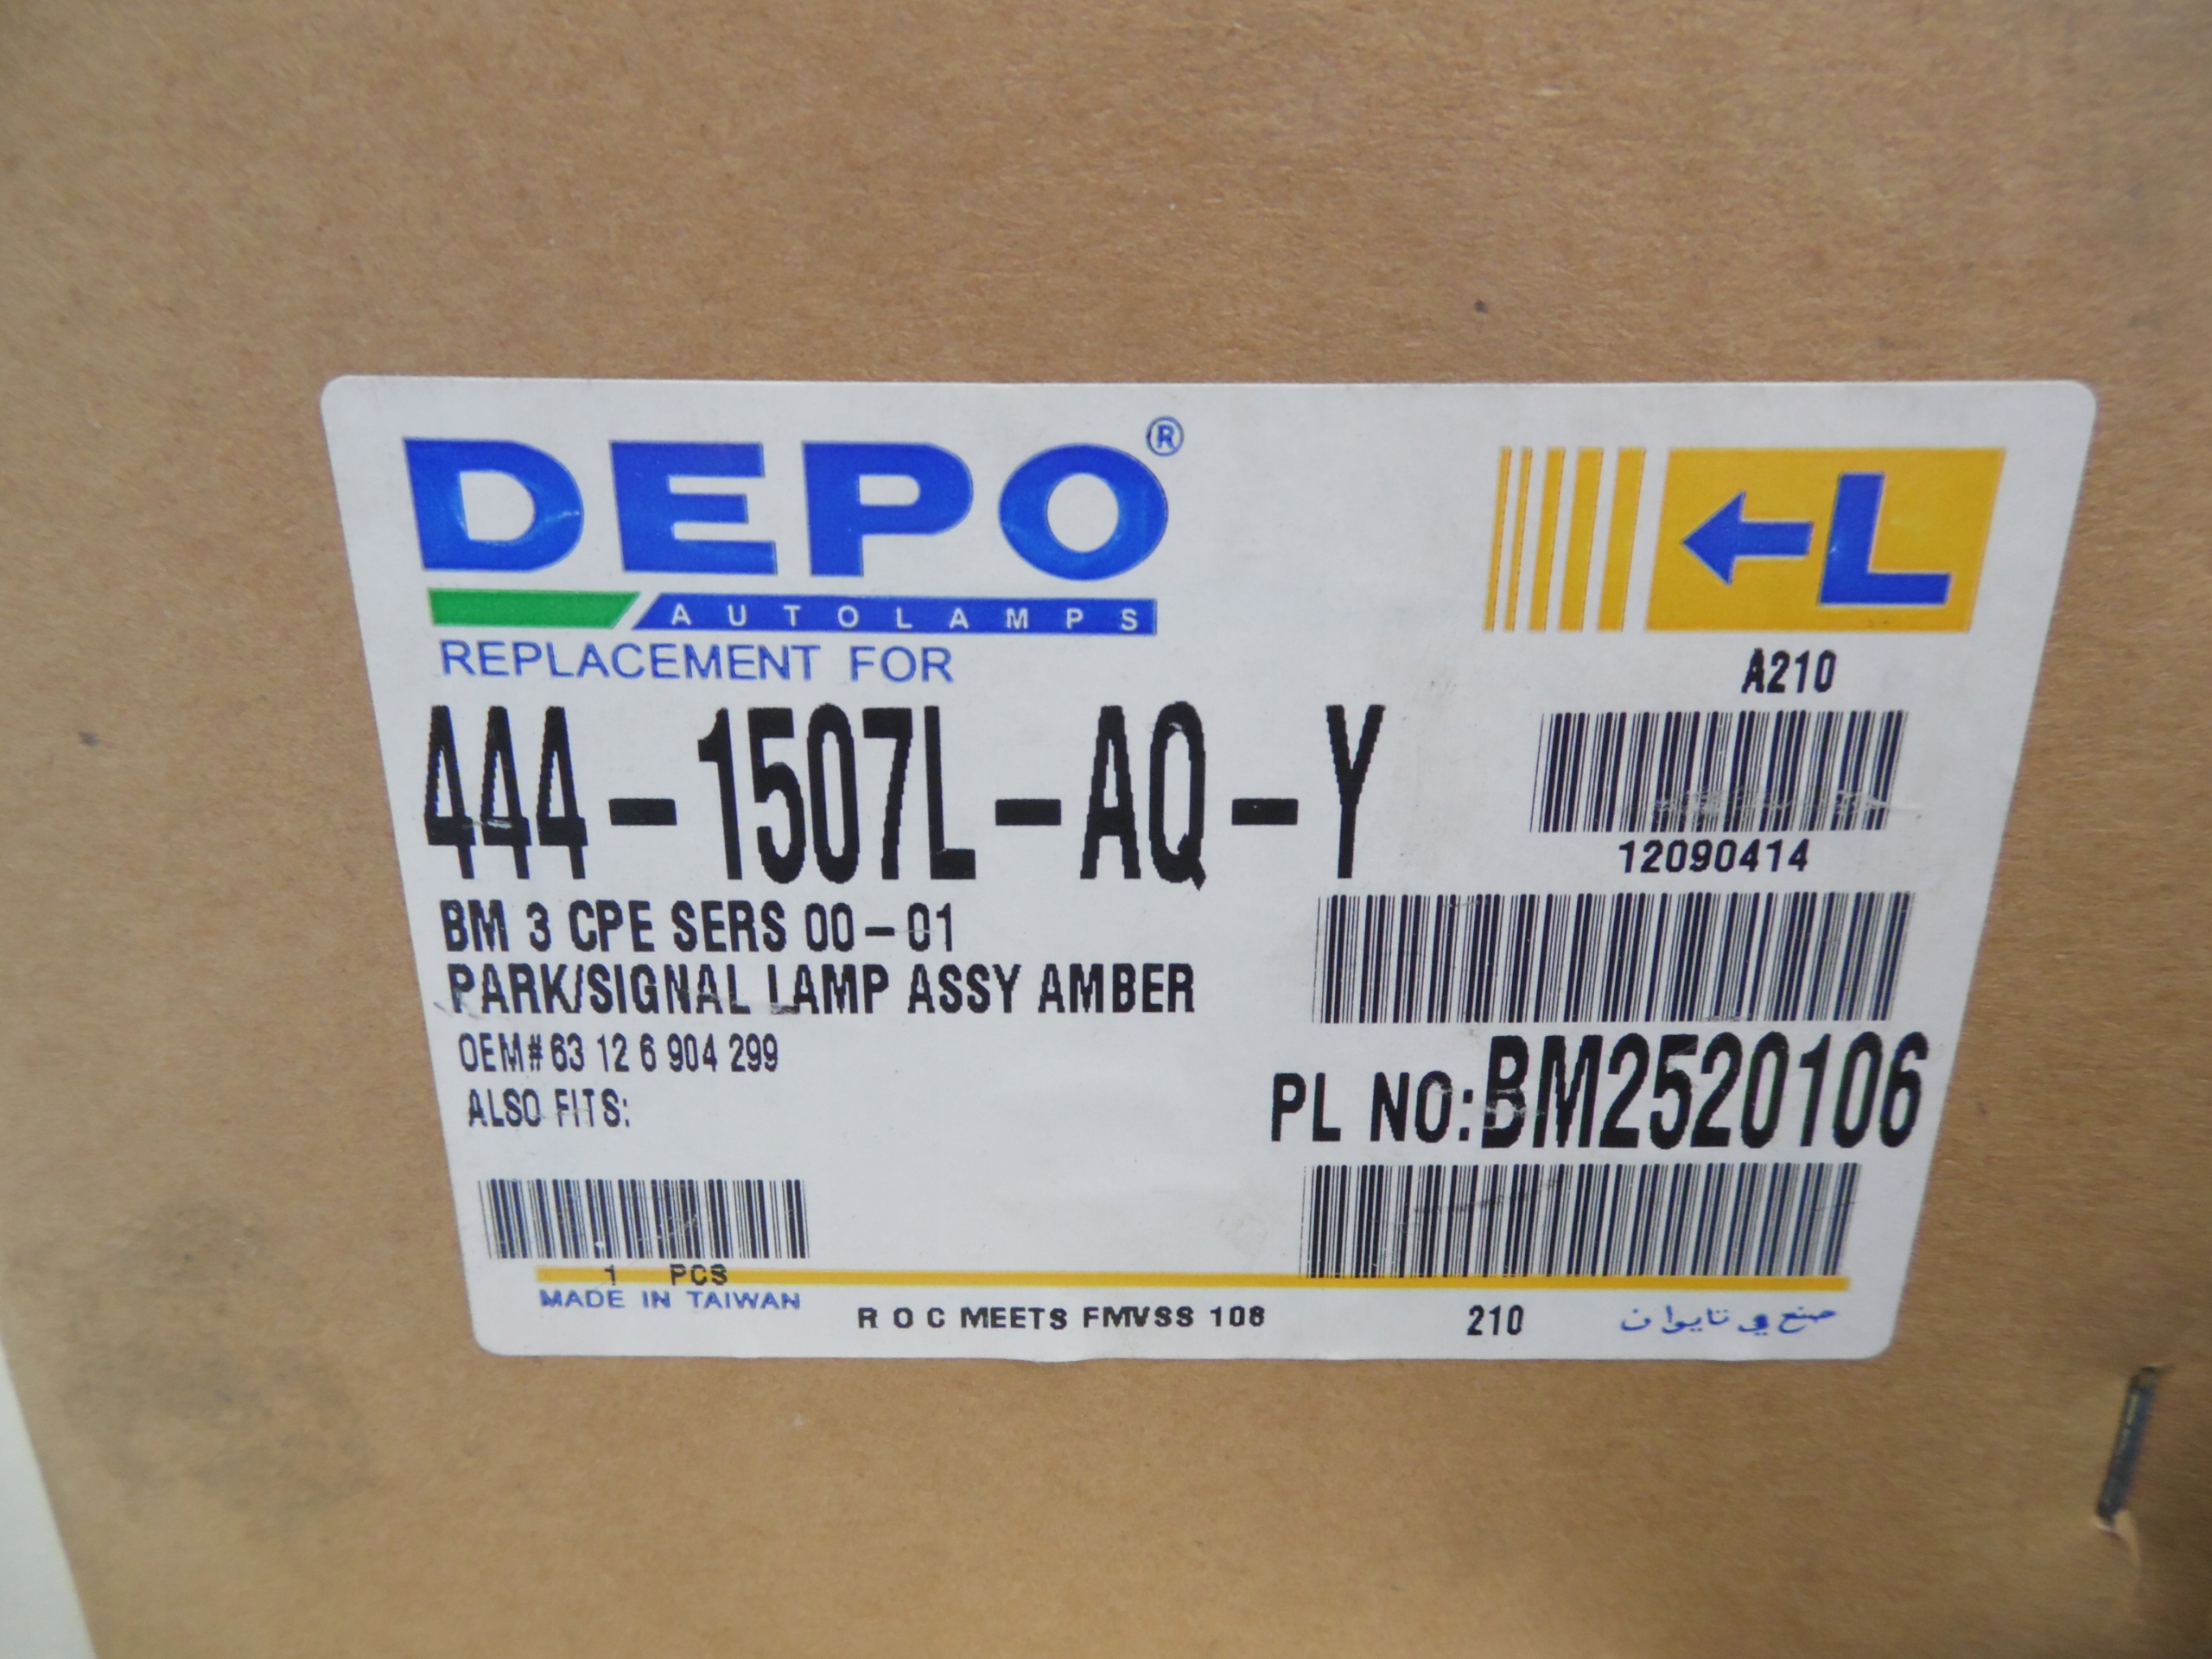 DEPO®
AUTOLAMPS
REPLACEMENT FOR
444-1507L-AQ-Y
BM 3 CPE SERS 00-01
PARK/SIGNAL LAMP ASSY AMBER
OEM# 63 12 6 904 299
ALSO FITS:
1 PCS
MADE IN TAIWAN
L
A210
12090414
PL NO:BM2520106
R O C MEETS FMVSS 108
210
صنع في تايوان